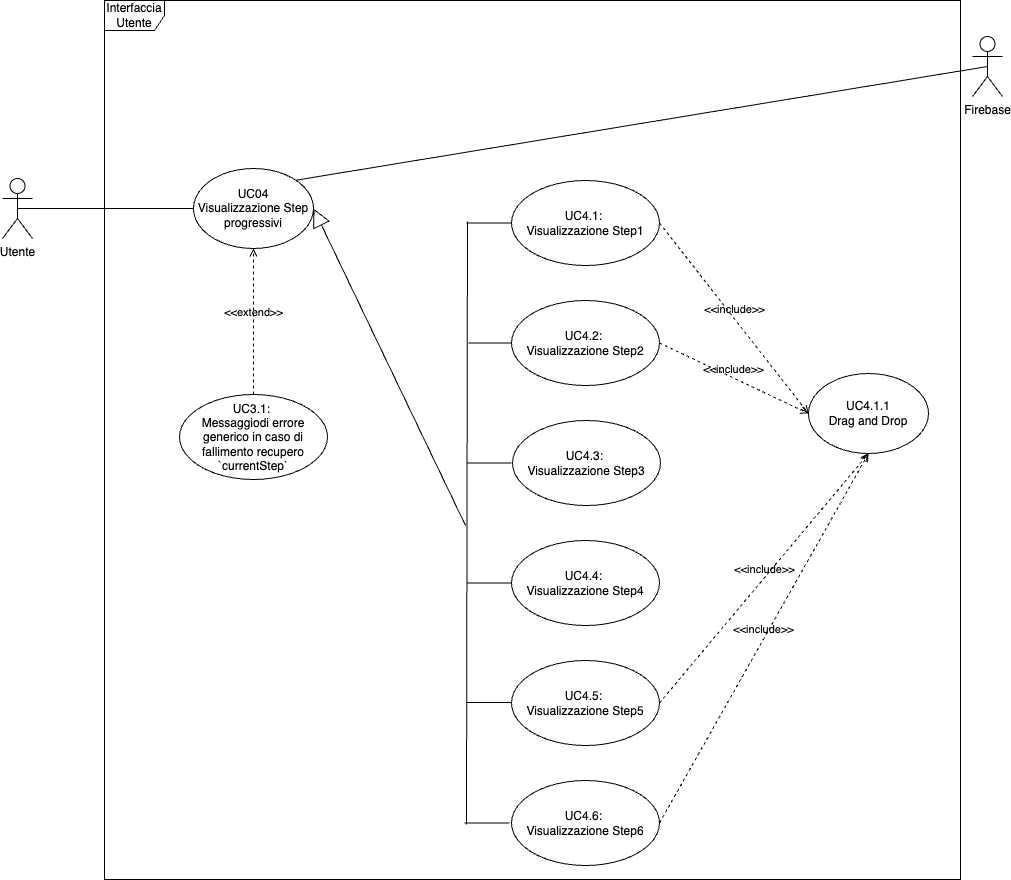 Interfaccia
Utente
Firebase
UC04
Visualizzazione Step
progressivi
Utente
<<extend>>
UC3.1:
Messaggiodi errore
generico in caso di
fallimento recupero
`currentStep`
UC4.1:
Visualizzazione Step1
<<include>>
UC4.2:
Visualizzazione Step2
<<include>>
UC4.1.1
Drag and Drop
UC4.3:
Visualizzazione Step3
UC4.4:
Visualizzazione Step4
<<include>>
<<include>>
UC4.5:
Visualizzazione Step5
UC4.6:
Visualizzazione Step6